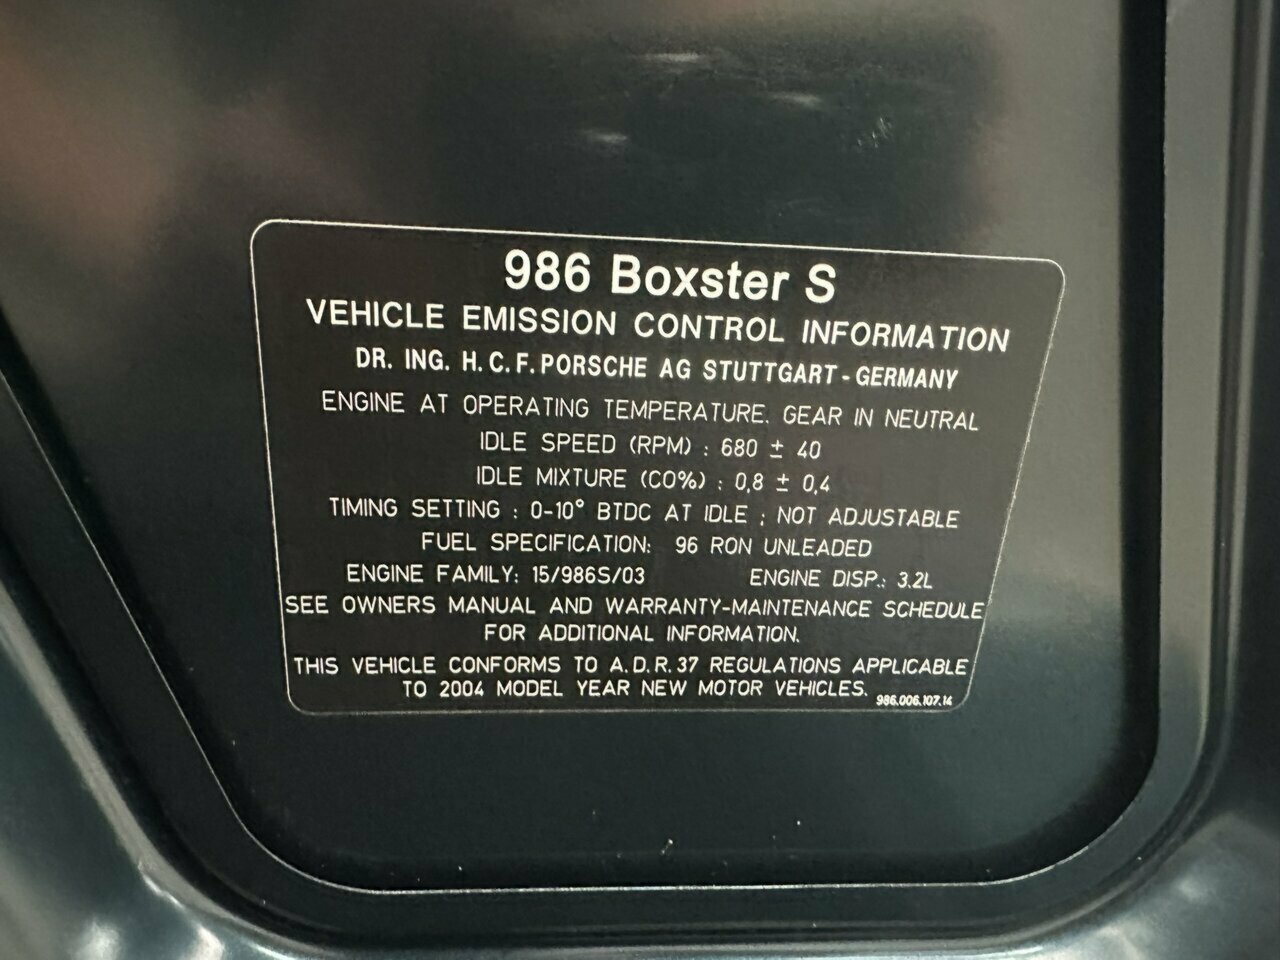 986 Boxster S
VEHICLE EMISSION CONTROL INFORMATION
DR. ING. H.C.F. PORSCHE AG STUTTGART - GERMANY
ENGINE AT OPERATING TEMPERATURE. GEAR IN NEUTRAL
IDLE SPEED (RPM) : 680 ± 40
IDLE MIXTURE (CO%) : 0,8 ± 0,4
TIMING SETTING : 0-10° BTDC AT IDLE ; NOT ADJUSTABLE
FUEL SPECIFICATION: 96 RON UNLEADED
ENGINE FAMILY: 15/986S/03 ENGINE DISP.: 3.2L
SEE OWNERS MANUAL AND WARRANTY-MAINTENANCE SCHEDULE
FOR ADDITIONAL INFORMATION.
THIS VEHICLE CONFORMS TO A.D.R. 37 REGULATIONS APPLICABLE
TO 2004 MODEL YEAR NEW MOTOR VEHICLES.
986.006.107.14